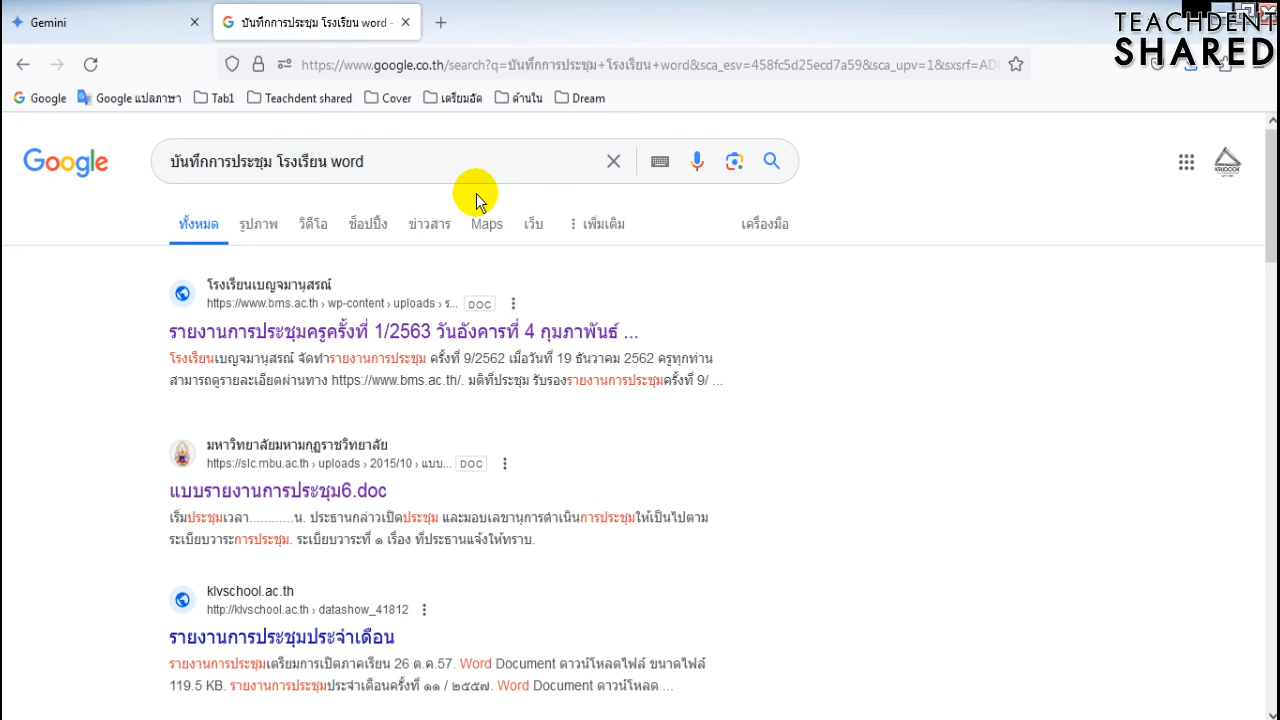 Gemini
บันทึกการประชุม โรงเรียน word -
TEACHDENT
SHARED
https://www.google.co.th/search?q=บันทึกการประชุม+โรงเรียน+word&sca_esv=458fc5d25ecd7a59&sca_upv=1&sxsrf=AD
Google
Google แปลภาษา
Tab1
Teachdent shared
Cover
เตรียมอัด
ด้านใน
Dream
Google
บันทึกการประชุม โรงเรียน word
ทั้งหมด
รูปภาพ
วิดีโอ
ช็อปปิ้ง
ข่าวสาร
Maps
เว็บ
เพิ่มเติม
เครื่องมือ
โรงเรียนเบญจมานุสรณ์
https://www.bms.ac.th › wp-content › uploads › ร... DOC
รายงานการประชุมครูครั้งที่ 1/2563 วันอังคารที่ 4 กุมภาพันธ์ ...
โรงเรียนเบญจมานุสรณ์ จัดทำรายงานการประชุม ครั้งที่ 9/2562 เมื่อวันที่ 19 ธันวาคม 2562 ครูทุกท่าน
สามารถดูรายละเอียดผ่านทาง https://www.bms.ac.th/. มติที่ประชุม รับรองรายงานการประชุมครั้งที่ 9/ ...
มหาวิทยาลัยมหามกุฏราชวิทยาลัย
https://slc.mbu.ac.th › uploads › 2015/10 › แบบ... DOC
แบบรายงานการประชุม6.doc
เริ่มประชุมเวลา............น. ประธานกล่าวเปิดประชุม และมอบเลขานุการดำเนินการประชุมให้เป็นไปตาม
ระเบียบวาระการประชุม. ระเบียบวาระที่ ๑ เรื่อง ที่ประธานแจ้งให้ทราบ.
klvschool.ac.th
http://klvschool.ac.th › datashow_41812
รายงานการประชุมประจำเดือน
รายงานการประชุมเตรียมการเปิดภาคเรียน 26 ต.ค.57. Word Document ดาวน์โหลดไฟล์ ขนาดไฟล์
119.5 KB. รายงานการประชุมประจำเดือนครั้งที่ ๑๑ / ๒๕๕๗. Word Document ดาวน์โหลด ...